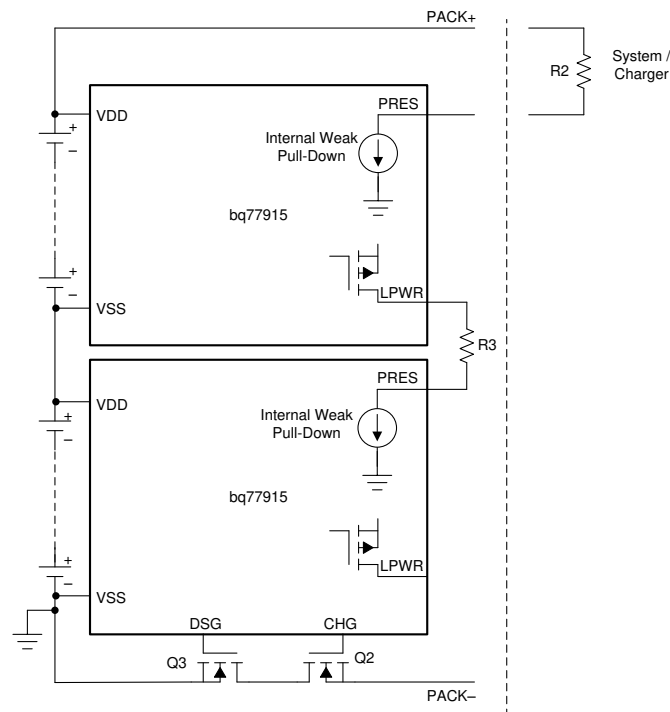 PACK+
R2
System /
Charger
VDD
PRES
+
–
Internal Weak
Pull-Down
bq77915
+
–
LPWR
VSS
R3
PRES
VDD
+
–
Internal Weak
Pull-Down
bq77915
+
–
LPWR
VSS
DSG
CHG
Q3
Q2
PACK–